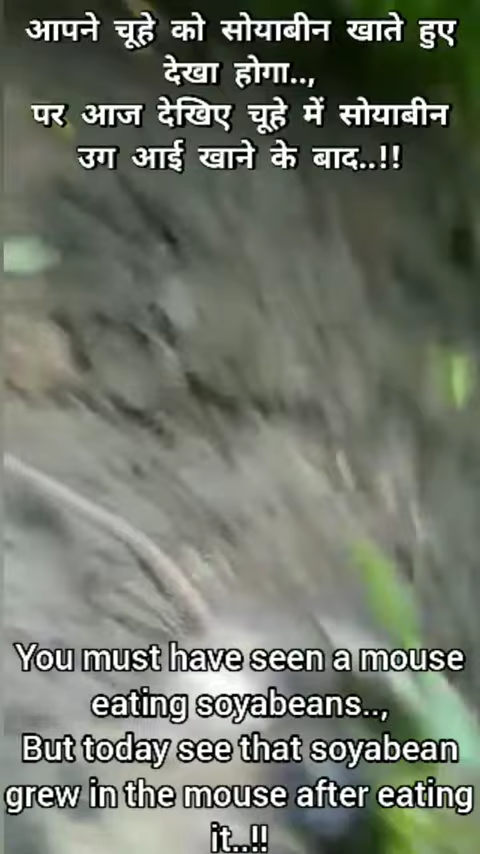 आपने चूहे को सोयाबीन खाते हुए
देखा होगा..,
पर आज देखिए चूहे में सोयाबीन
उग आई खाने के बाद..!!
You must have seen a mouse
eating soyabeans..,
But today see that soyabean
grew in the mouse after eating
it..!!